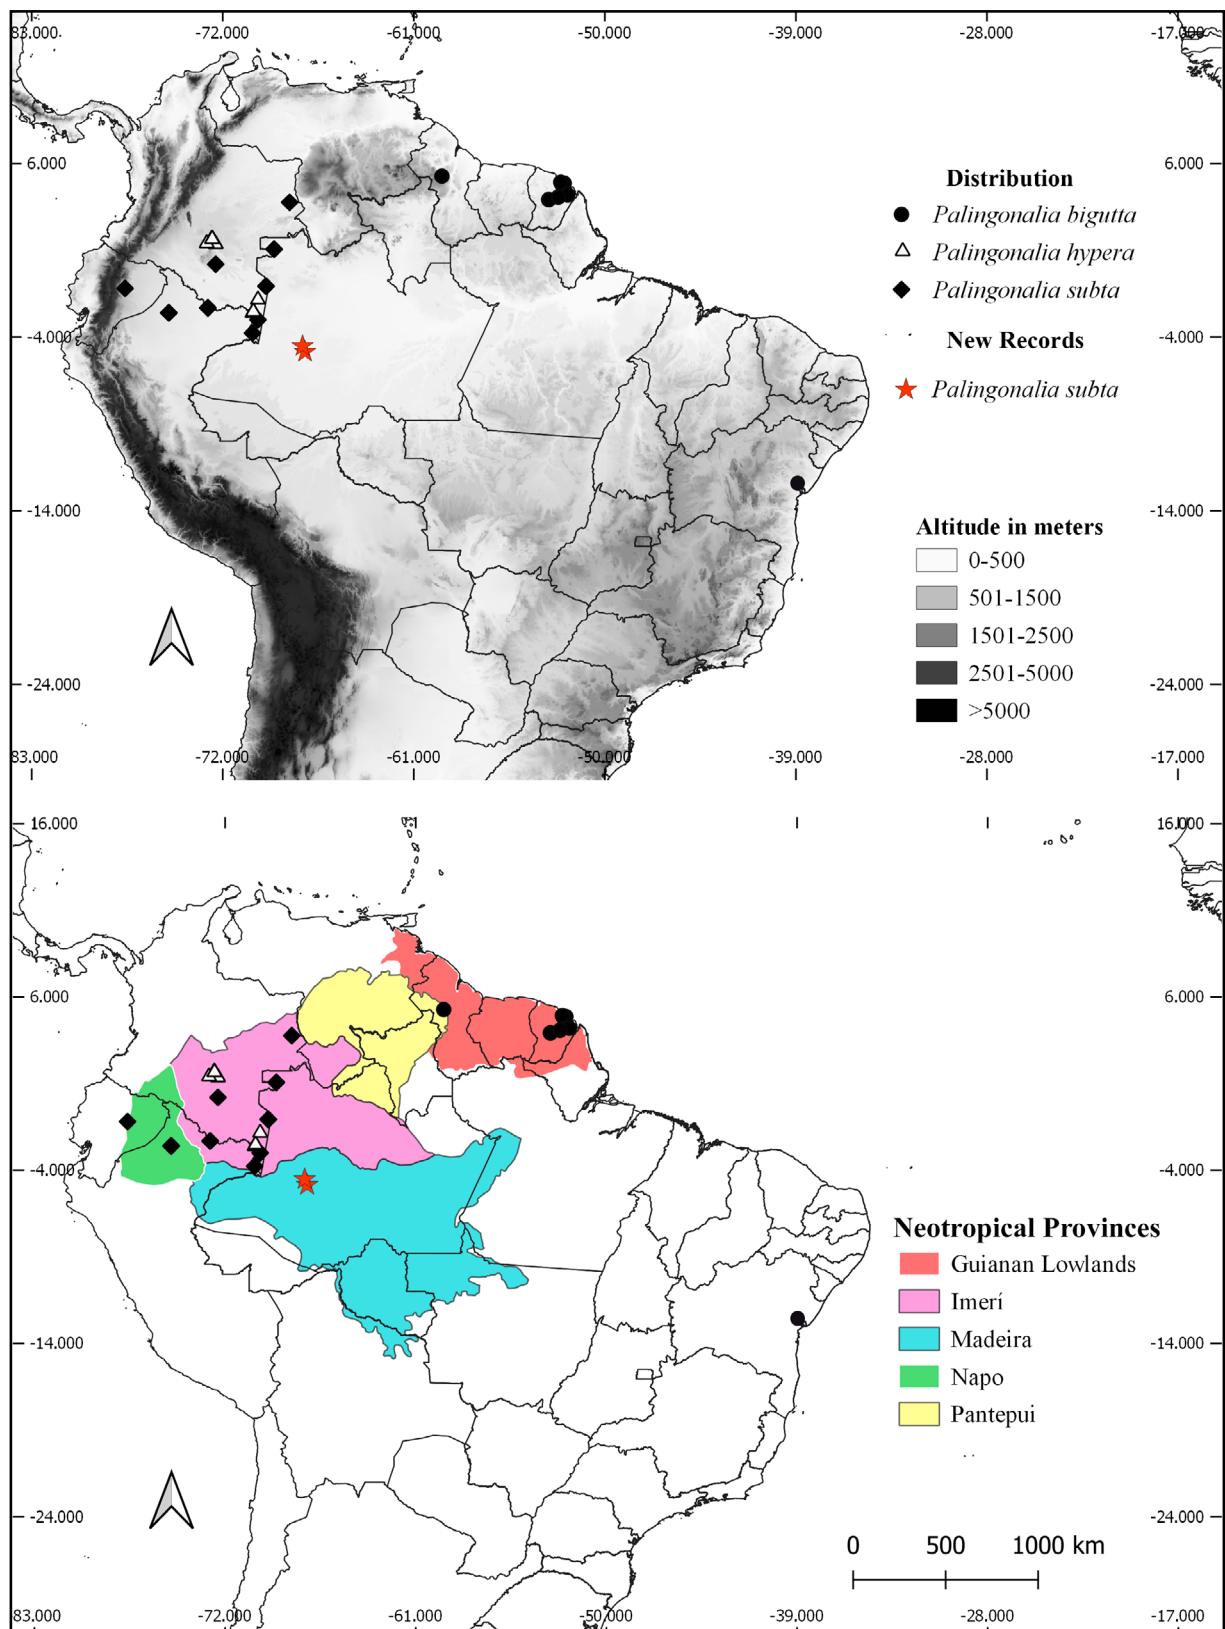 83.000 -72.000 -61.000 -50.000 -39.000 -28.000 -17.000
6.000 6.000
Distribution
Palingonalia bigutta
Palingonalia hypera
Palingonalia subta
-4.000 -4.000
New Records
Palingonalia subta
-14.000 -14.000
Altitude in meters
0-500
501-1500
1501-2500
2501-5000
>5000
-24.000 -24.000
83.000 -72.000 -61.000 -50.000 -39.000 -28.000 -17.000
16.000 16.000
6.000 6.000
-4.000 -4.000
Neotropical Provinces
Guianan Lowlands
Imerí
Madeira
Napo
Pantepui
-14.000 -14.000
-24.000 -24.000
0 500 1000 km
83.000 -72.000 -61.000 -50.000 -39.000 -28.000 -17.000